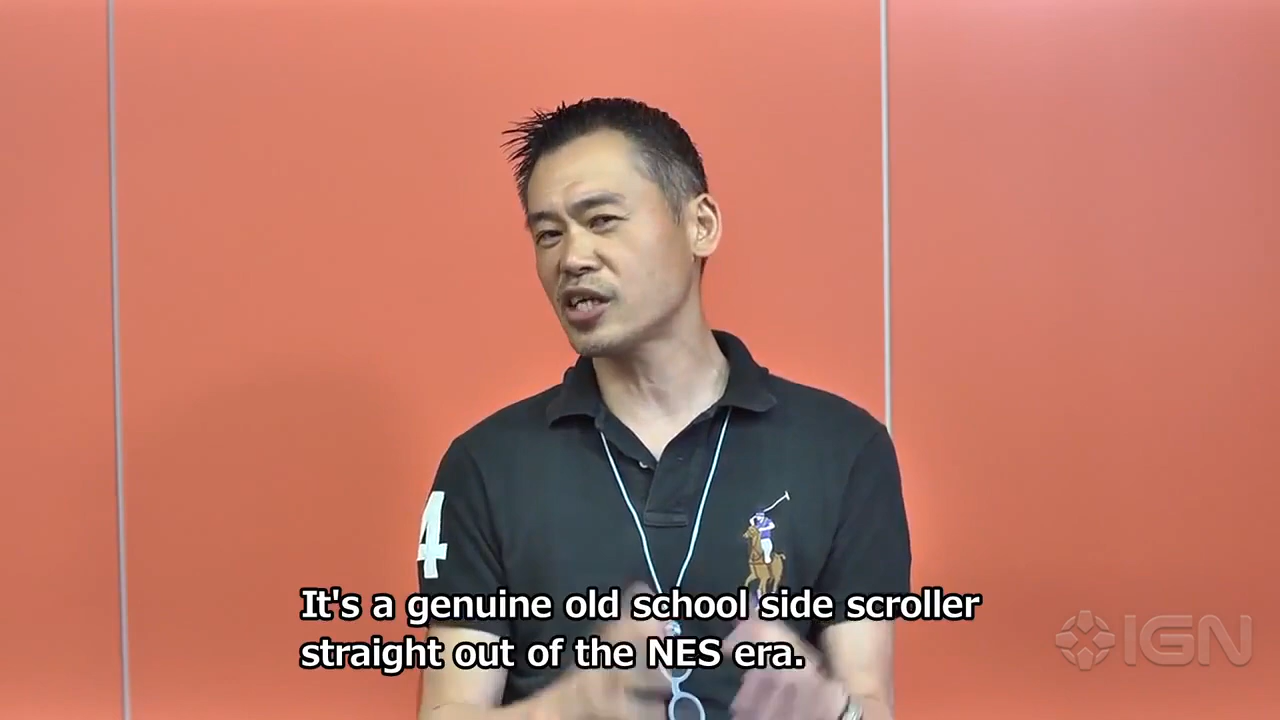 4
It's a genuine old school side scroller
straight out of the NES era.
IGN